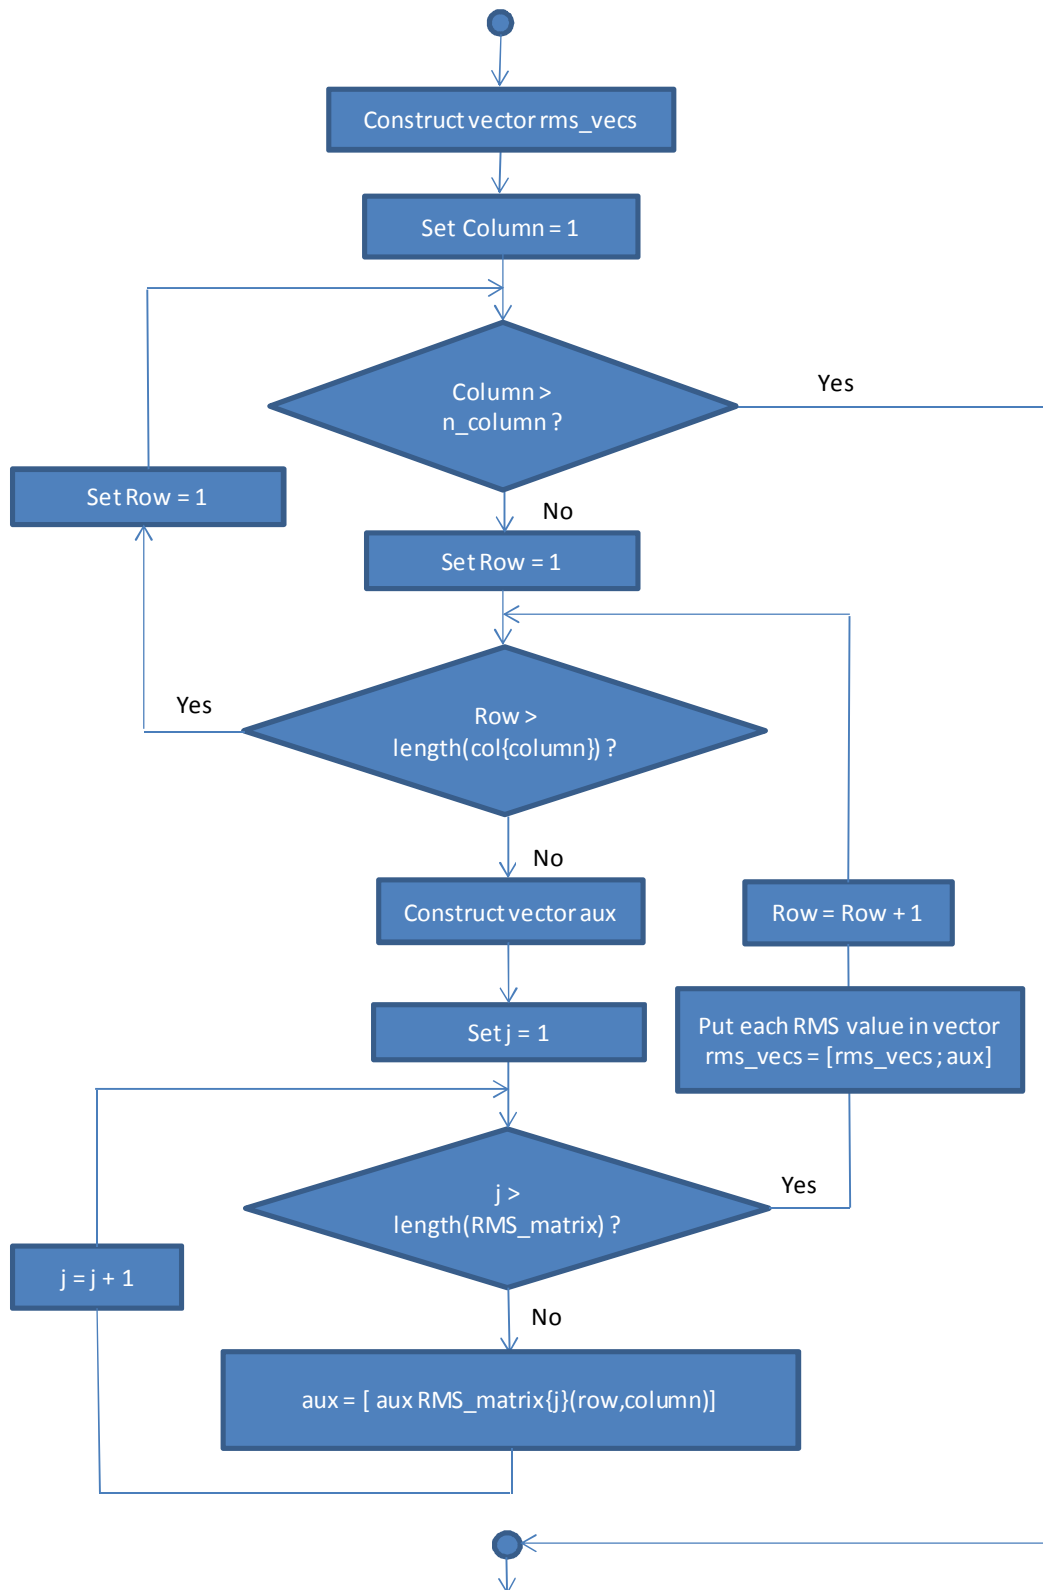 Construct vector rms_vecs
Set Column = 1
Column >
n_column ?
Yes
Set Row = 1
No
Set Row = 1
Yes
Row >
length(col{column}) ?
No
Construct vector aux
Row = Row + 1
Set j = 1
Put each RMS value in vector
rms_vecs = [rms_vecs ; aux]
j >
length(RMS_matrix) ?
Yes
j = j + 1
No
aux = [ aux RMS_matrix{j}(row,column)]